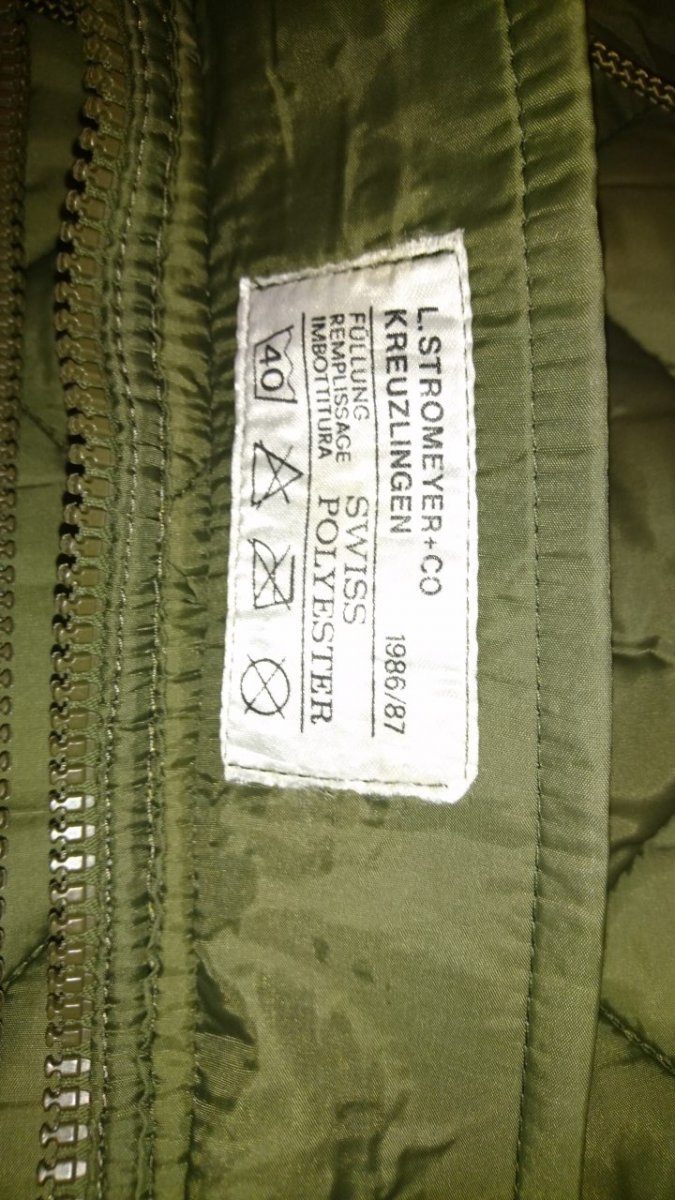 L. STROMEYER+CO
KREUZLINGEN 1986/87
FÜLLUNG
REMPLISSAGE
IMBOTTITURA
SWISS
POLYESTER
40